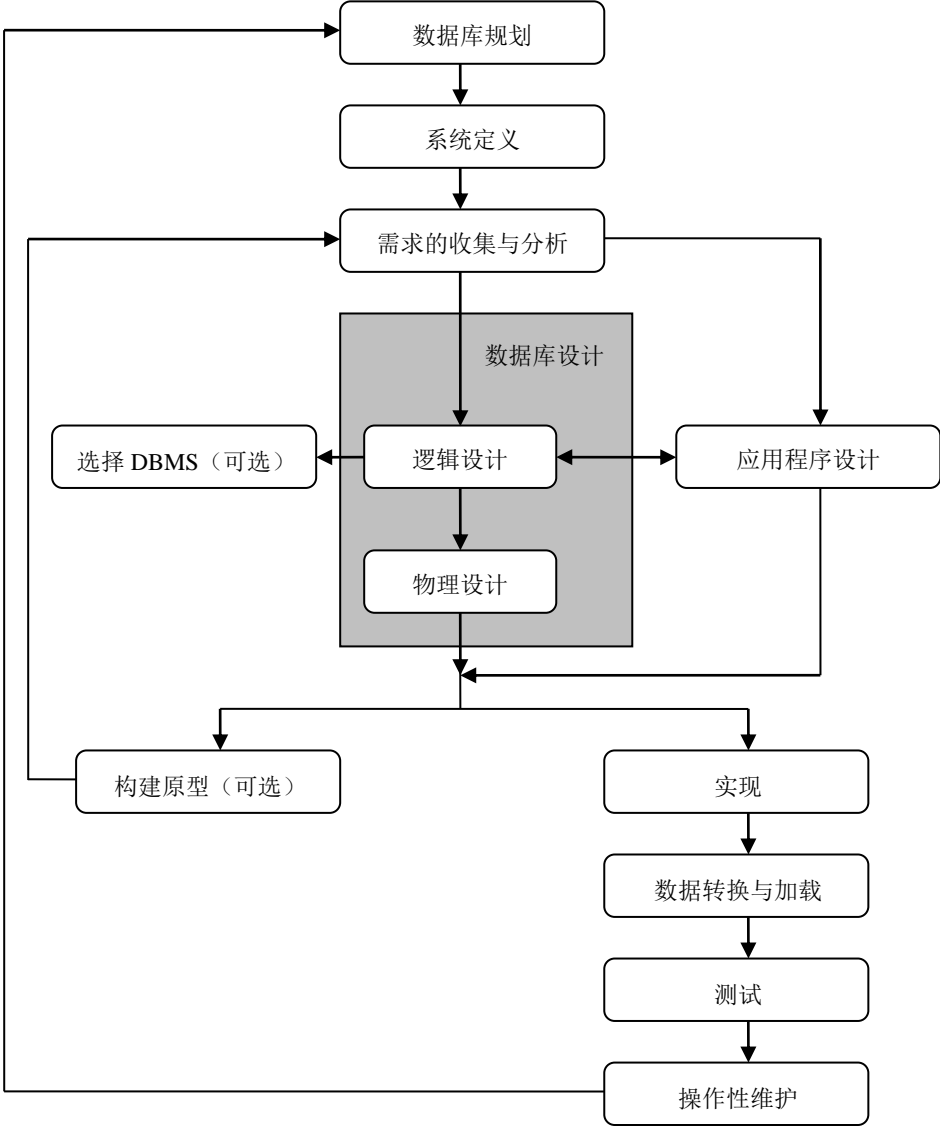 数据库规划
系统定义
需求的收集与分析
数据库设计
选择 DBMS（可选）
逻辑设计
应用程序设计
物理设计
构建原型（可选）
实现
数据转换与加载
测试
操作性维护